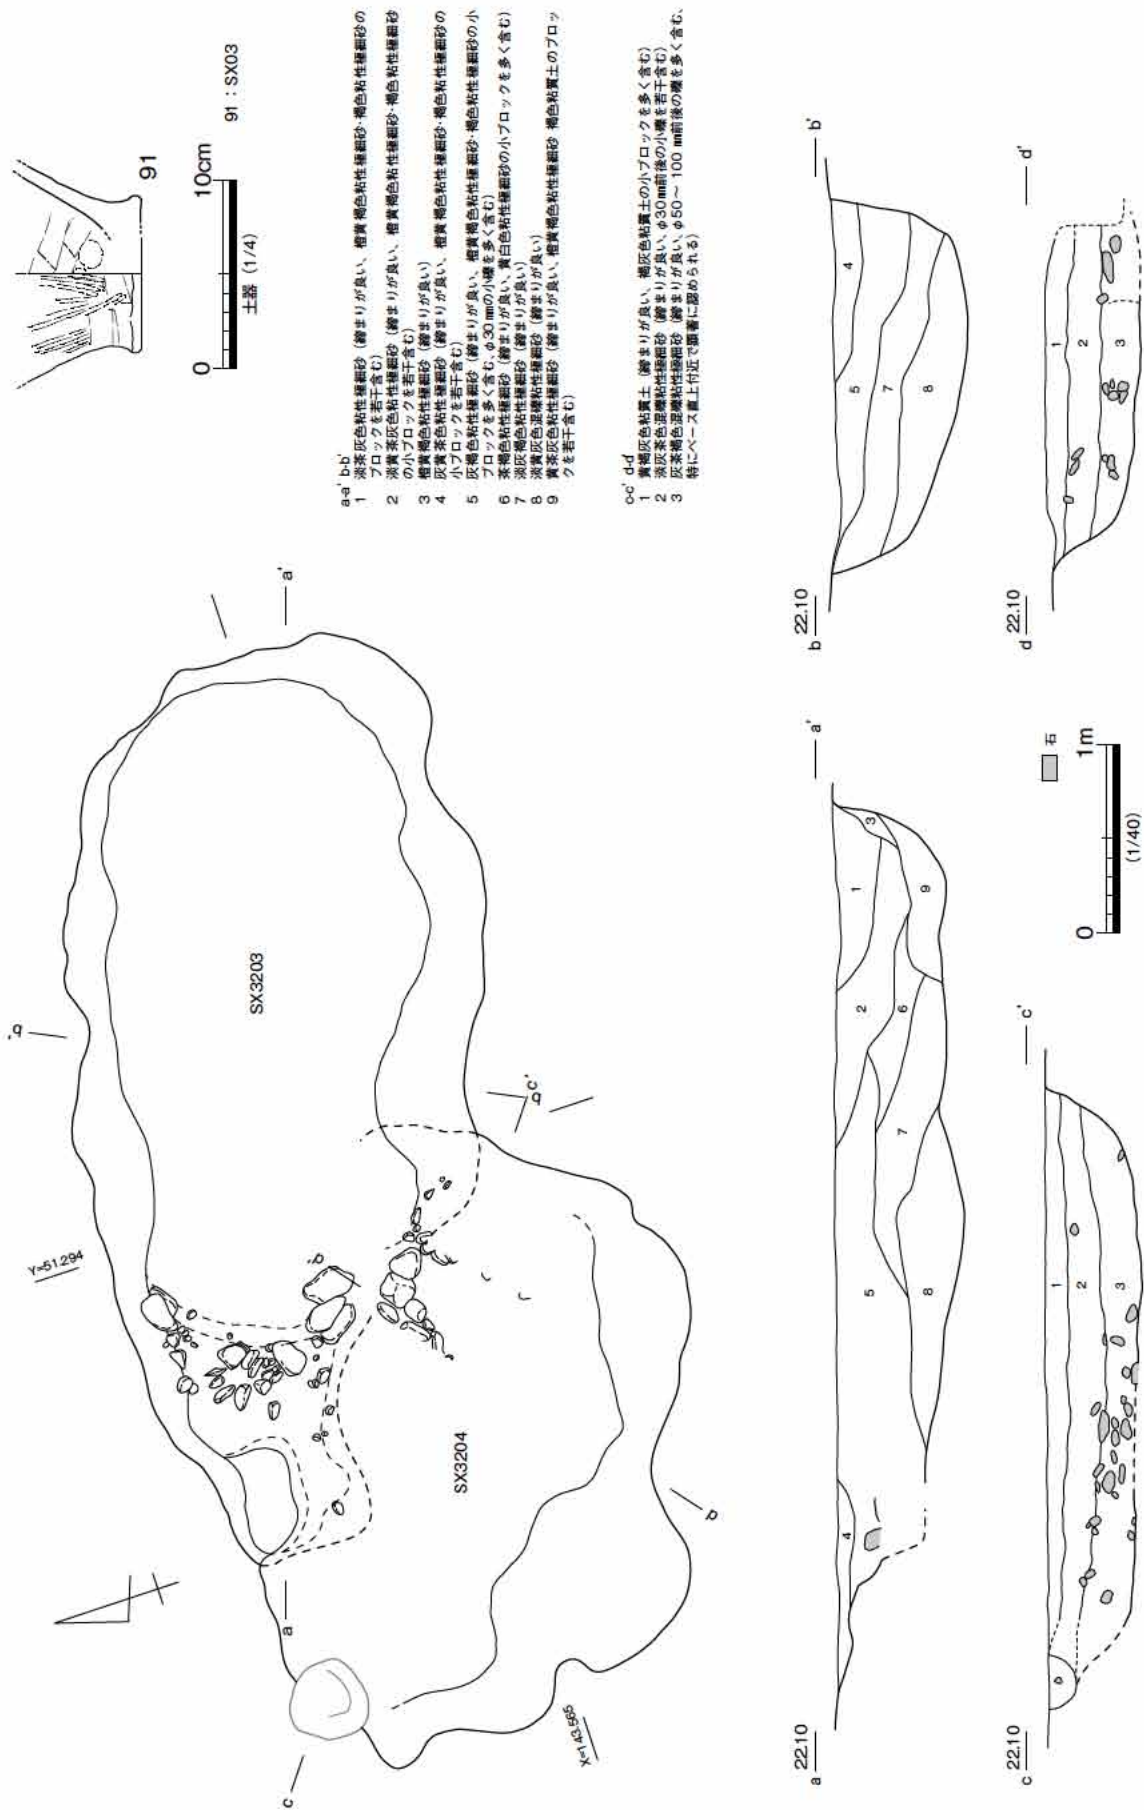 91
0
10cm
土器 (1/4)
91：SX03
a-a' b-b'
1 淡茶灰色粘性極細砂（締まりが良い、橙黄褐色粘性極細砂・褐色粘性極細砂の
ブロックを若干含む）
2 淡黄茶灰色粘性極細砂（締まりが良い、橙黄褐色粘性極細砂・褐色粘性極細砂
の小ブロックを若干含む）
3 橙黄褐色粘性極細砂（締まりが良い）
4 灰黄茶色粘性極細砂（締まりが良い、橙黄褐色粘性極細砂・褐色粘性極細砂の
小ブロックを若干含む）
5 灰褐色粘性極細砂（締まりが良い、橙黄褐色粘性極細砂・褐色粘性極細砂の小
ブロックを多く含む、φ30㎜の小礫を多く含む）
6 茶褐色粘性極細砂（締まりが良い、黄白色粘性極細砂の小ブロックを多く含む）
7 淡灰褐色粘性極細砂（締まりが良い）
8 淡黄灰色混礫粘性極細砂（締まりが良い）
9 黄茶灰色粘性極細砂（締まりが良い、橙黄褐色粘性極細砂 褐色粘質土のブロッ
クを若干含む）
c-c' d-d
1 黄褐灰色粘質土（締まりが良い、褐灰色粘質土の小ブロックを多く含む）
2 淡灰茶色混礫粘性極細砂（締まりが良い、φ30㎜前後の小礫を若干含む）
3 灰茶褐色混礫粘性極細砂（締まりが良い、φ50～100㎜前後の礫を多く含む、
特にベース直上付近で顕著に認められる）
SX3203
SX3204
Y=51.294
X=143.565
a
a'
b
b'
c
c'
d
d'
a 22.10
a'
1
2
3
4
5
6
7
8
9
b 22.10
b'
4
5
7
8
c 22.10
c'
1
2
3
d 22.10
d'
1
2
3
石
0
1m
(1/40)